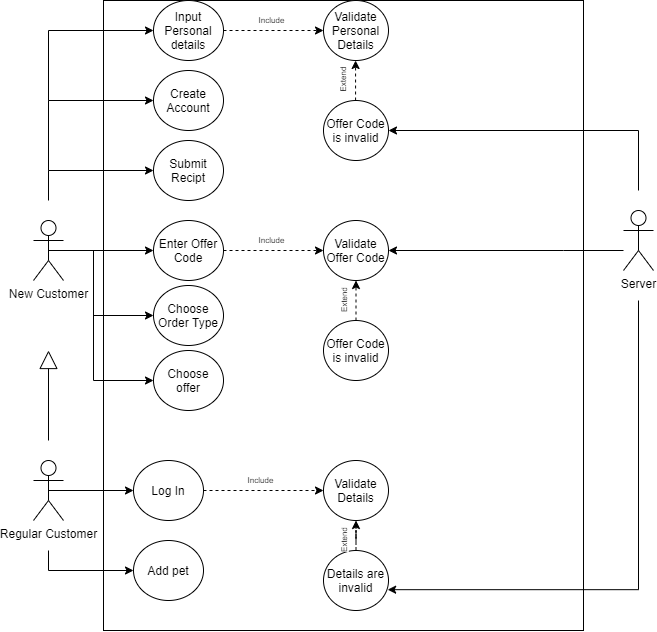 Input
Personal
details
Include
Validate
Personal
Details
Extend
Create
Account
Offer Code
is invalid
Submit
Recipt
Enter Offer
Code
Include
Validate
Offer Code
New Customer
Server
Extend
Choose
Order Type
Offer Code
is invalid
Choose
offer
Log In
Include
Validate
Details
Regular Customer
Extend
Add pet
Details are
invalid